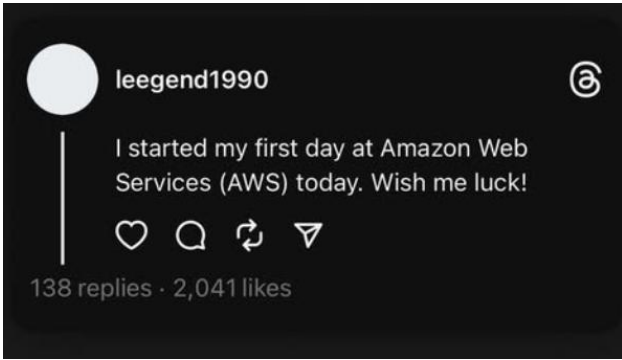 leegend1990
I started my first day at Amazon Web
Services (AWS) today. Wish me luck!
138 replies · 2,041 likes